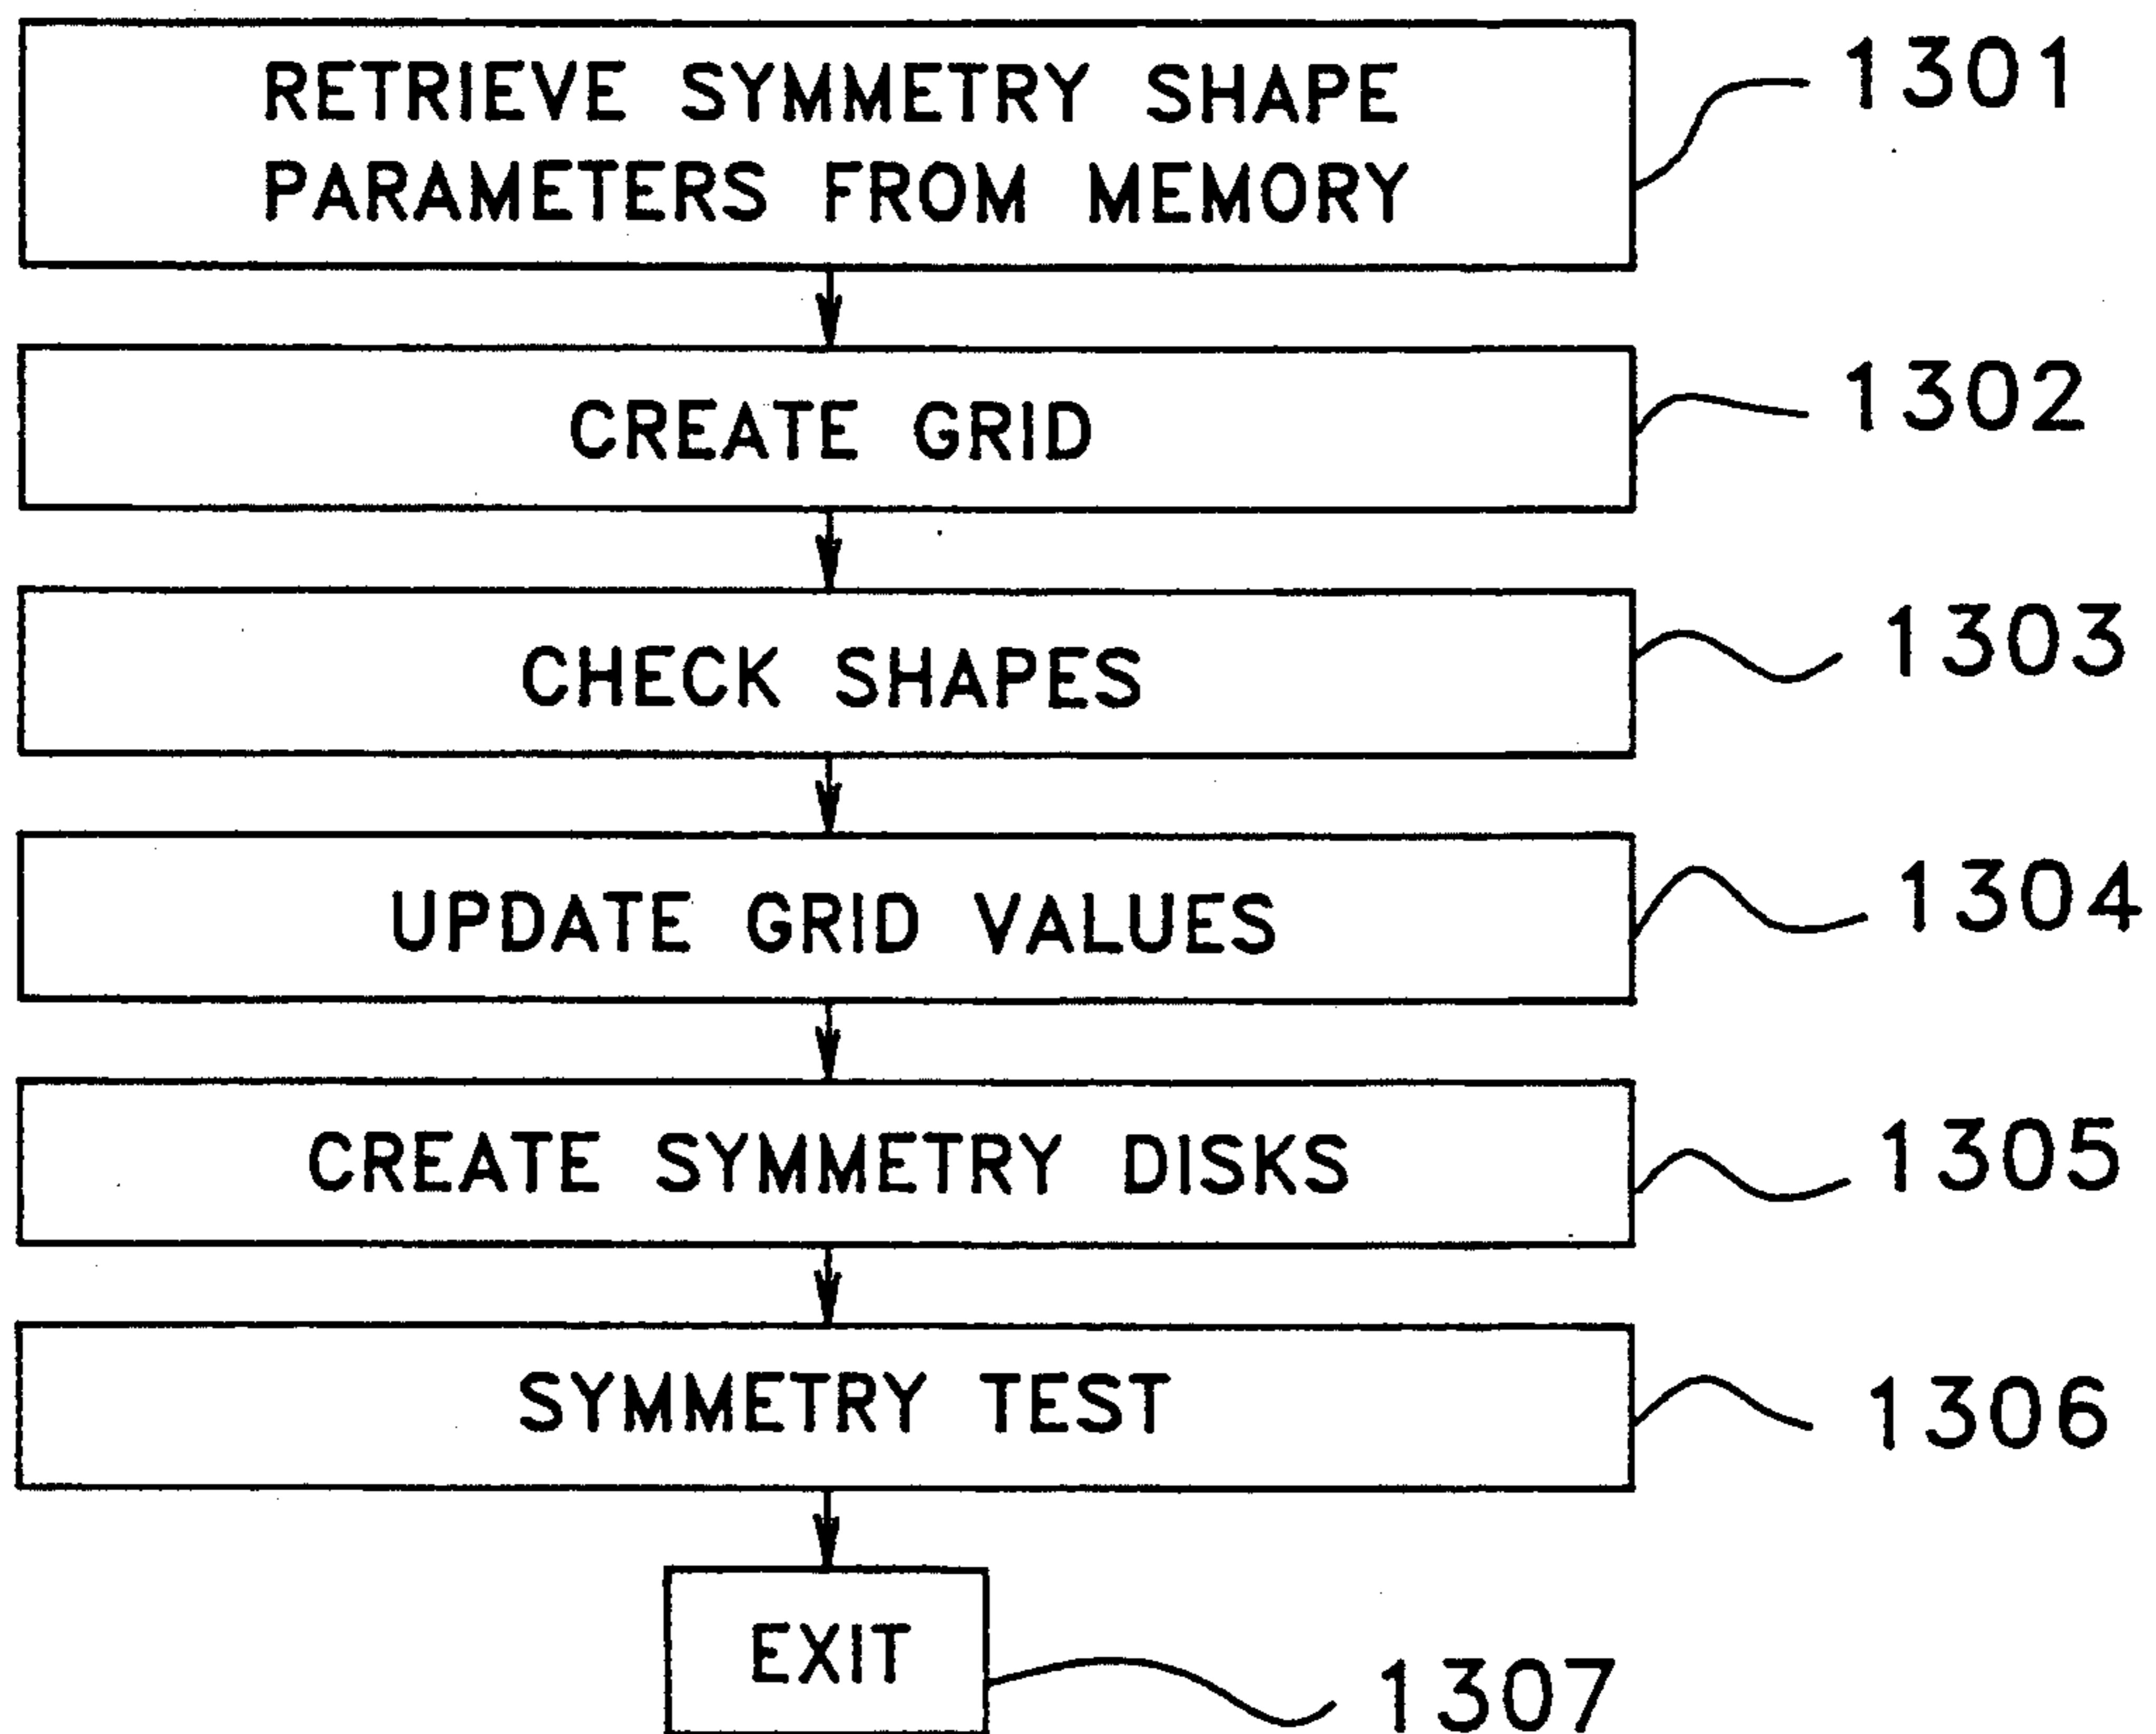 RETRIEVE SYMMETRY SHAPE
PARAMETERS FROM MEMORY
1301
CREATE GRID
1302
CHECK SHAPES
1303
UPDATE GRID VALUES
1304
CREATE SYMMETRY DISKS
1305
SYMMETRY TEST
1306
EXIT
1307